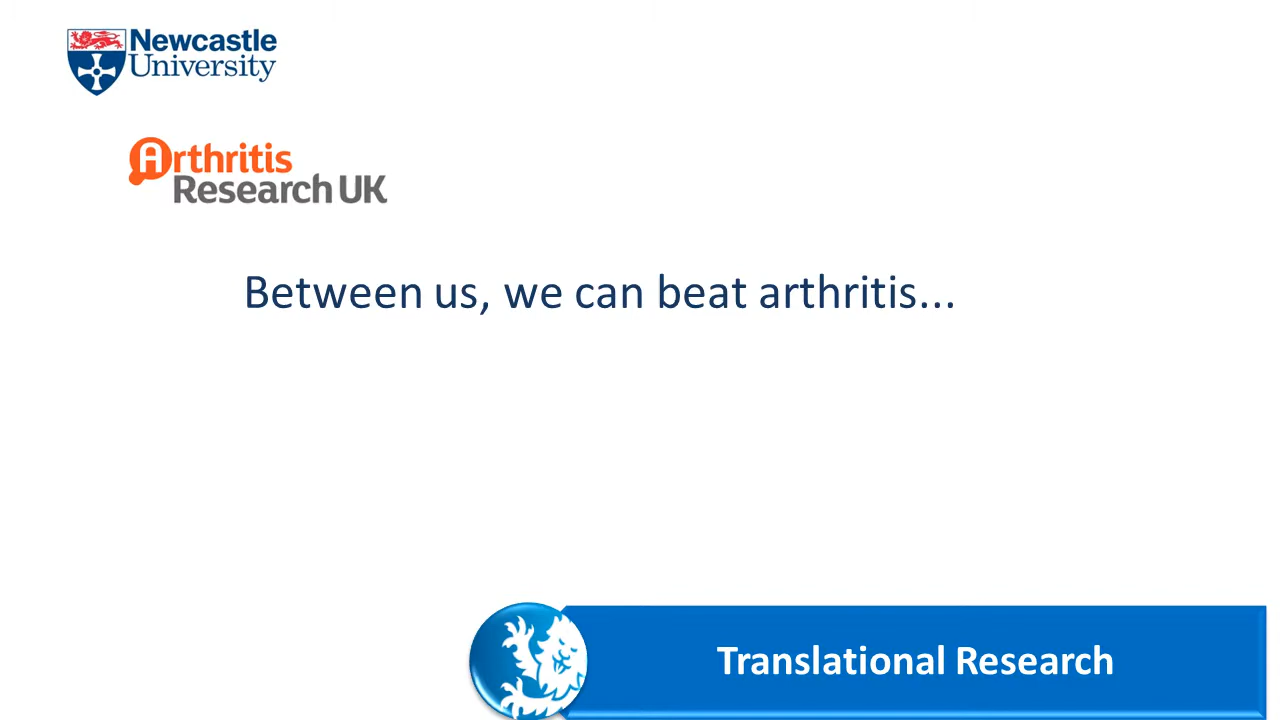 Newcastle
University
Arthritis
Research UK
Between us, we can beat arthritis...
Translational Research